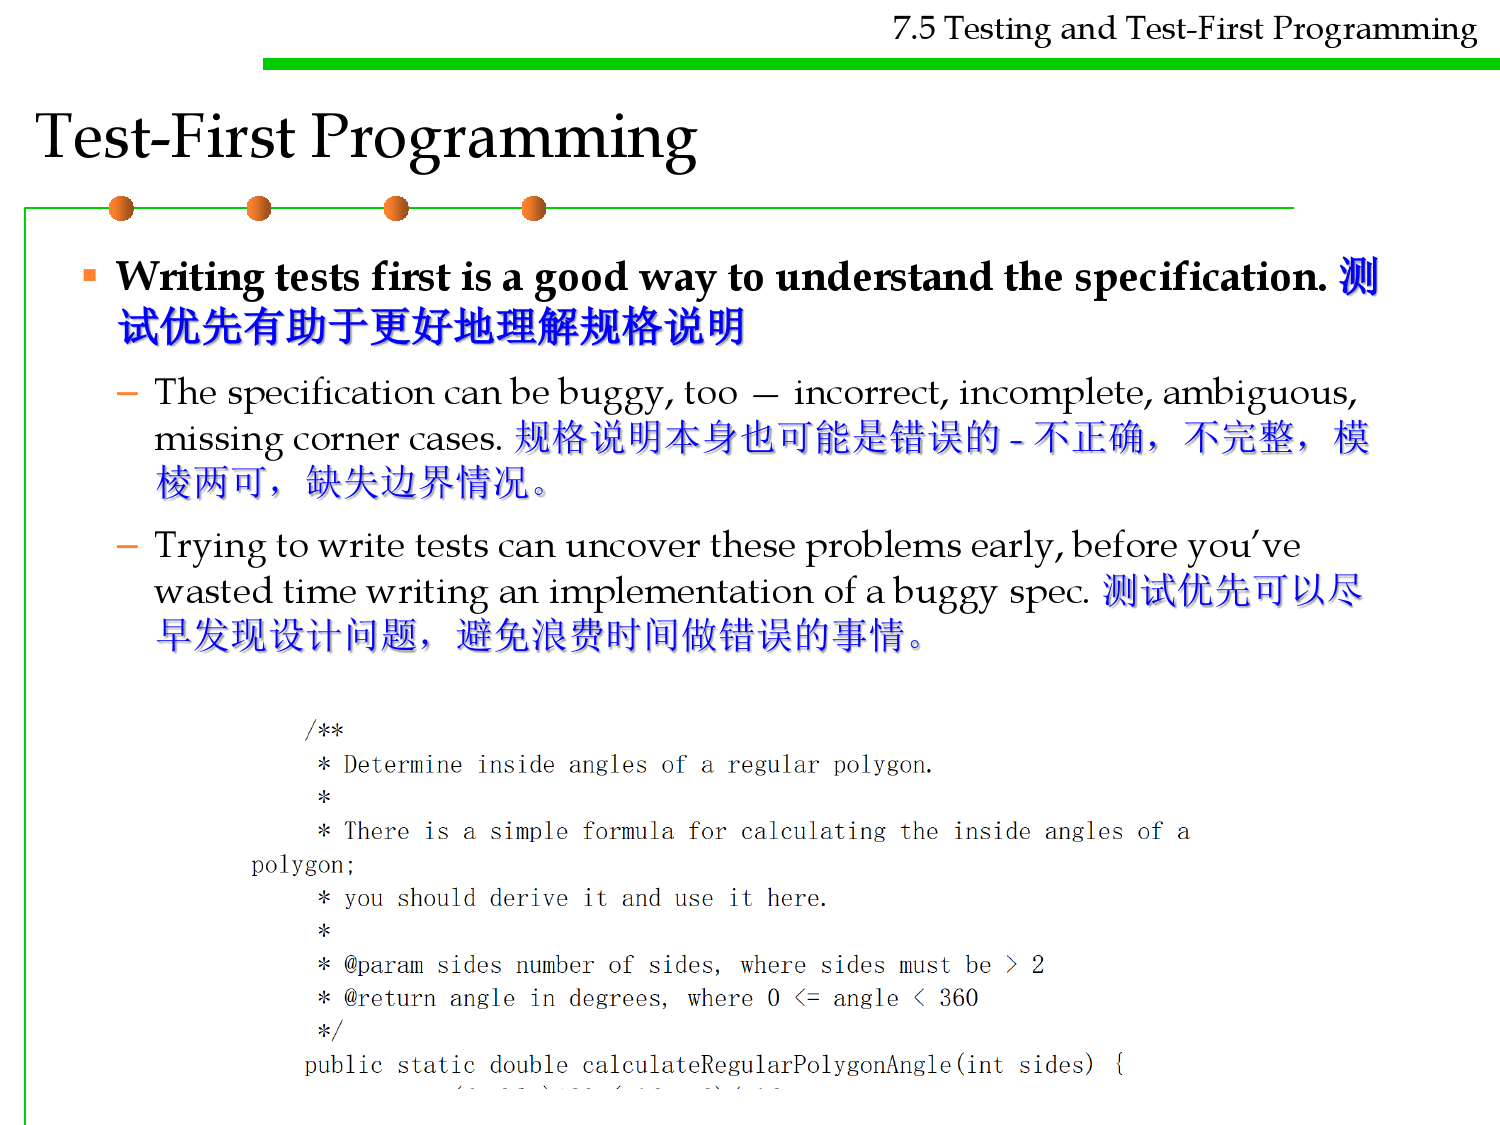 7.5 Testing and Test-First Programming
Test-First Programming
Writing tests first is a good way to understand the specification. 测
试优先有助于更好地理解规格说明
– The specification can be buggy, too — incorrect, incomplete, ambiguous,
missing corner cases. 规格说明本身也可能是错误的 - 不正确，不完整，模
棱两可，缺失边界情况。
– Trying to write tests can uncover these problems early, before you’ve
wasted time writing an implementation of a buggy spec. 测试优先可以尽
早发现设计问题，避免浪费时间做错误的事情。
/**
* Determine inside angles of a regular polygon.
*
* There is a simple formula for calculating the inside angles of a
polygon;
* you should derive it and use it here.
*
* @param sides number of sides, where sides must be > 2
* @return angle in degrees, where 0 <= angle < 360
*/
public static double calculateRegularPolygonAngle(int sides) {